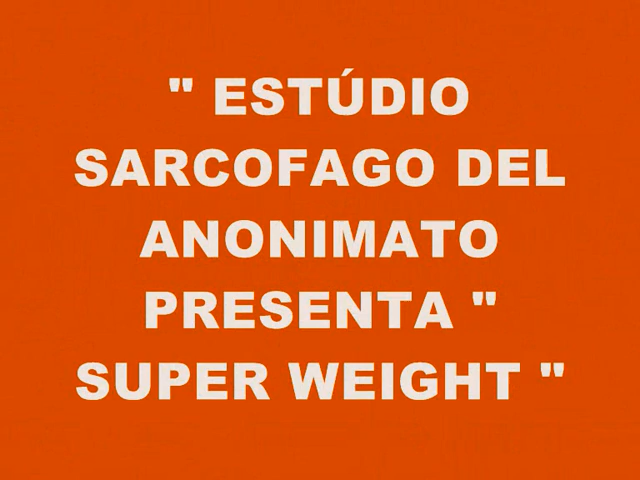 " ESTÚDIO
SARCOFAGO DEL
ANONIMATO
PRESENTA "
SUPER WEIGHT "